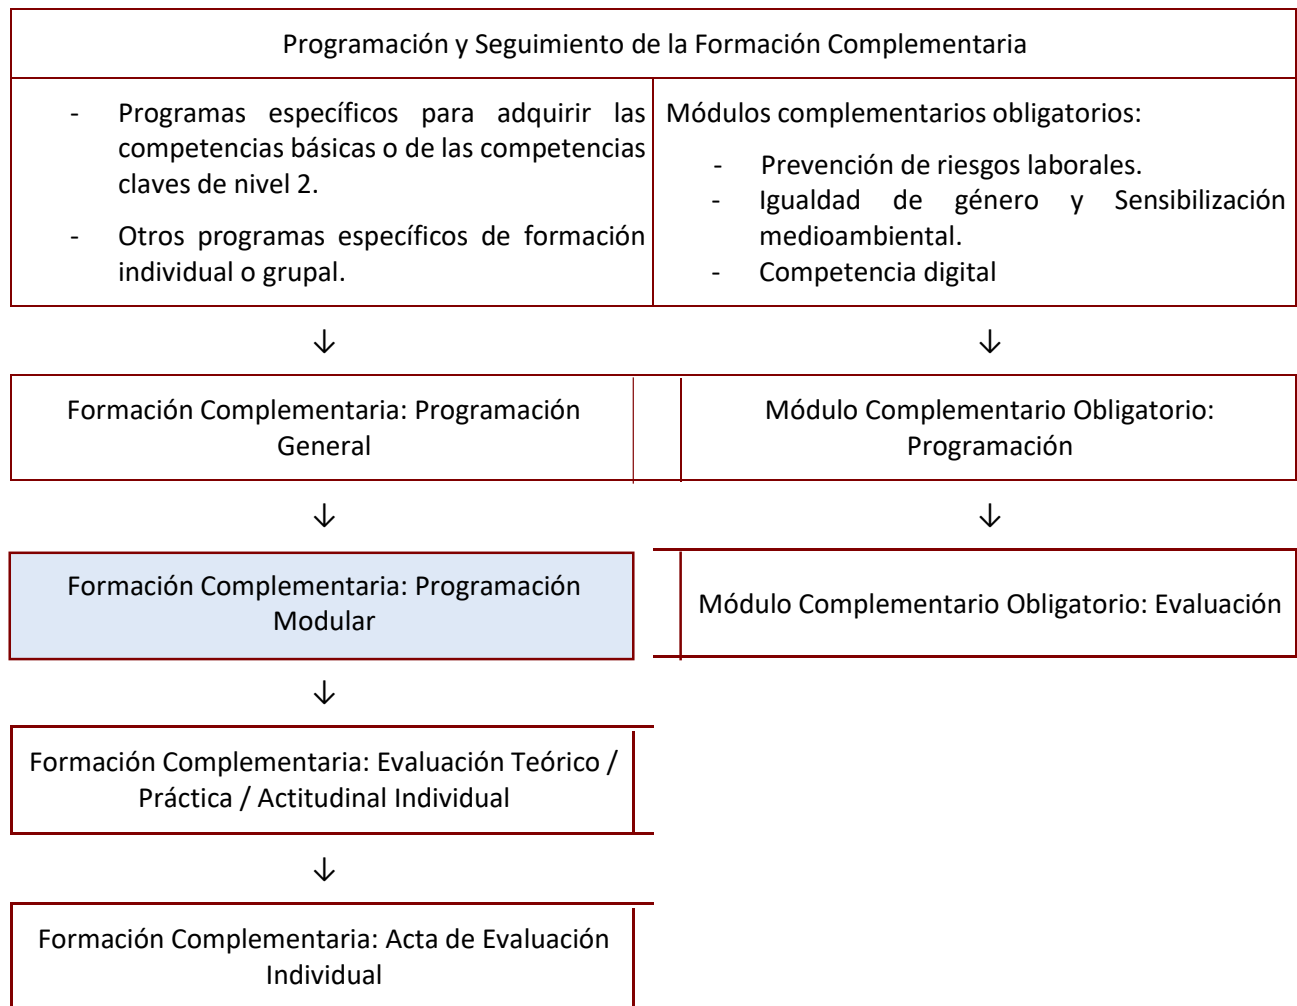 Programación y Seguimiento de la Formación Complementaria
- Programas específicos para adquirir las
competencias básicas o de las competencias
claves de nivel 2.
- Otros programas específicos de formación
individual o grupal.
Módulos complementarios obligatorios:
- Prevención de riesgos laborales.
- Igualdad de género y Sensibilización
medioambiental.
- Competencia digital
↓ ↓
Formación Complementaria: Programación
General
Módulo Complementario Obligatorio:
Programación
↓ ↓
Formación Complementaria: Programación
Modular
Módulo Complementario Obligatorio: Evaluación
↓
Formación Complementaria: Evaluación Teórico /
Práctica / Actitudinal Individual
↓
Formación Complementaria: Acta de Evaluación
Individual